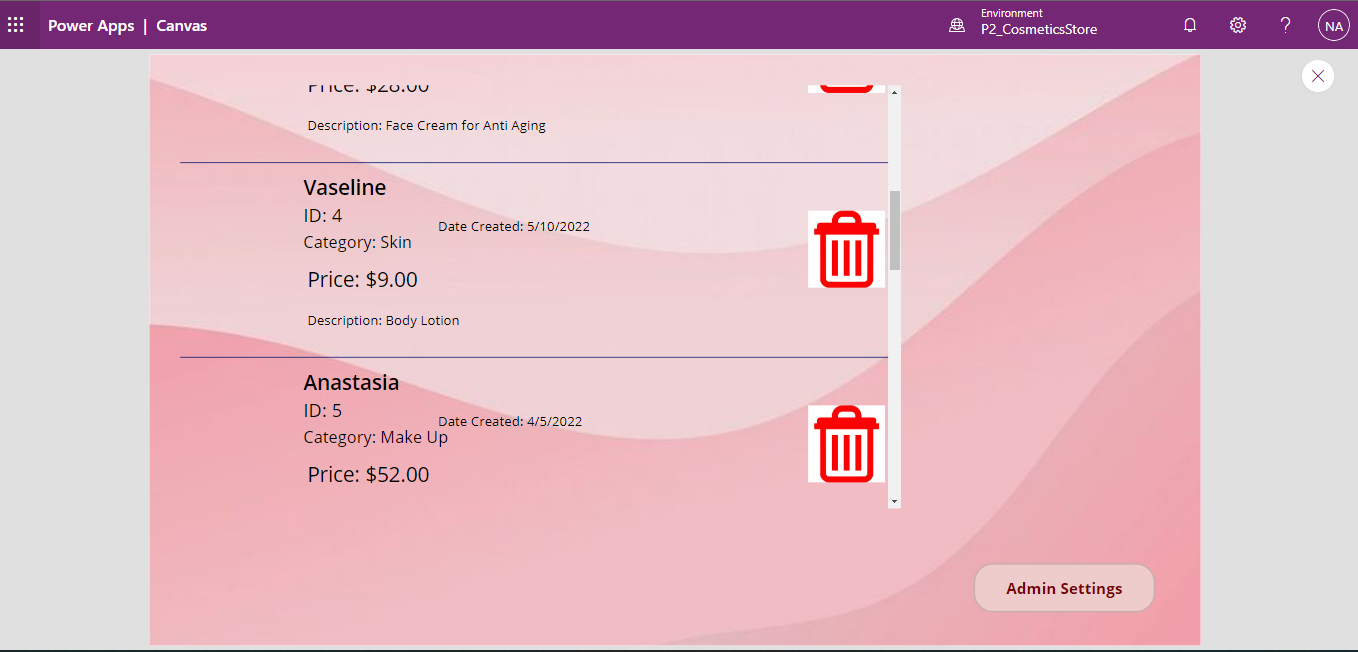 Power Apps | Canvas
Environment
P2_CosmeticsStore
?
NA
Price: $28.00
Description: Face Cream for Anti Aging
Vaseline
ID: 4
Date Created: 5/10/2022
Category: Skin
Price: $9.00
Description: Body Lotion
Anastasia
ID: 5
Date Created: 4/5/2022
Category: Make Up
Price: $52.00
Admin Settings